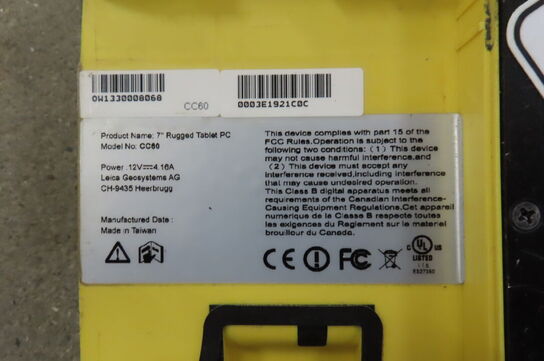 0W1330008068
CC60
0003E1921C0C
Product Name: 7" Rugged Tablet PC
Model No: CC60
Power :12V⎓4.16A
Leica Geosystems AG
CH-9435 Heerbrugg
Manufactured Date :
Made in Taiwan
This device complies with part 15 of the
FCC Rules.Operation is subject to the
following two conditions: (1) This device
may not cause harmful interference,and
(2) This device must accept any
interference received,including interference
that may cause undesired operation.
This Class B digital apparatus meets all
requirements of the Canadian Interference-
Causing Equipment Regulations.Cet appareil
numerique de la Classe B respecte toutes
les exigences du Reglement sur le materiel
brouilleur du Canada.
CE FC
c UL us
LISTED